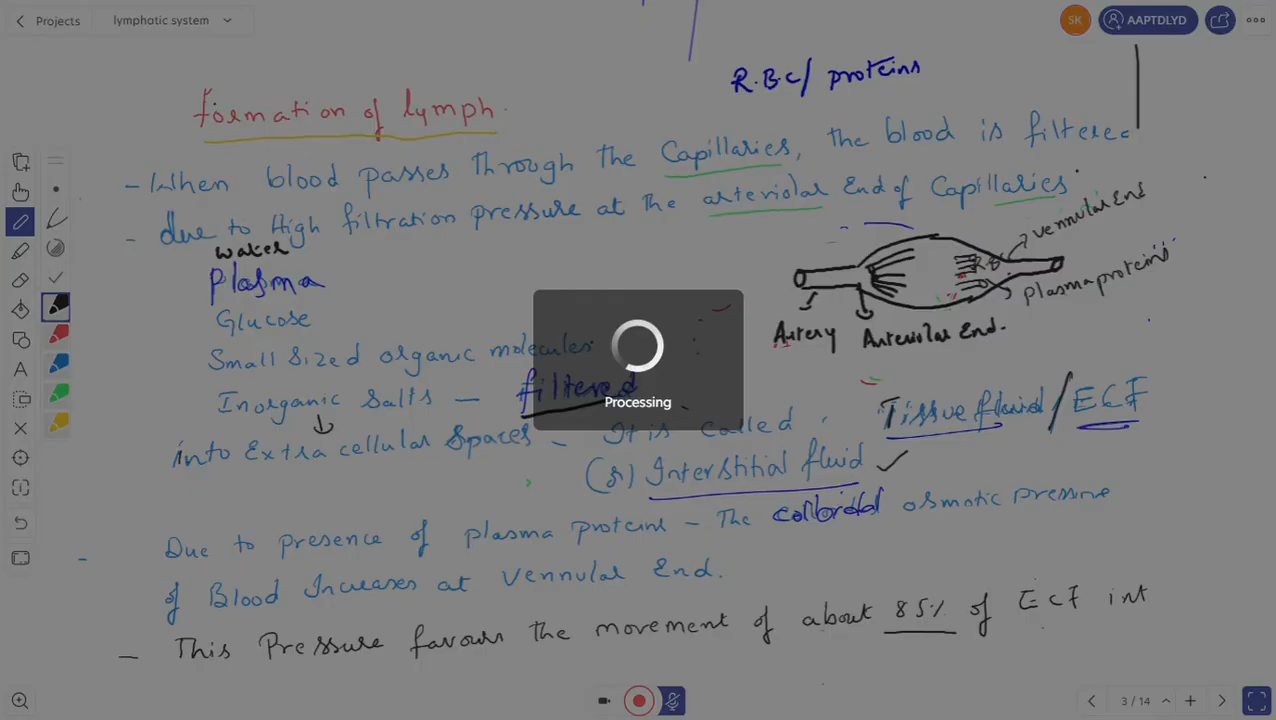 Projects
lymphatic system
SK
AAPTDLYD
R.B.C/ proteins
Formation of lymph.
- When blood passes through the Capillaries, the blood is filtered
- due to High filtration pressure at the arteriolar End of Capillaries
water
plasma
Glucose
Small Sized organic molecules
Inorganic Salts - filtered
into Extra cellular Spaces - It is called Tissue fluid / ECF
(or) Interstitial fluid
vennular End
plasma proteins
Artery
Arteriolar End.
Processing
Due to presence of plasma proteins - The colloidal osmotic pressure
of Blood Increases at Vennular End.
- This Pressure favours the movement of about 85% of ECF int
3 / 14